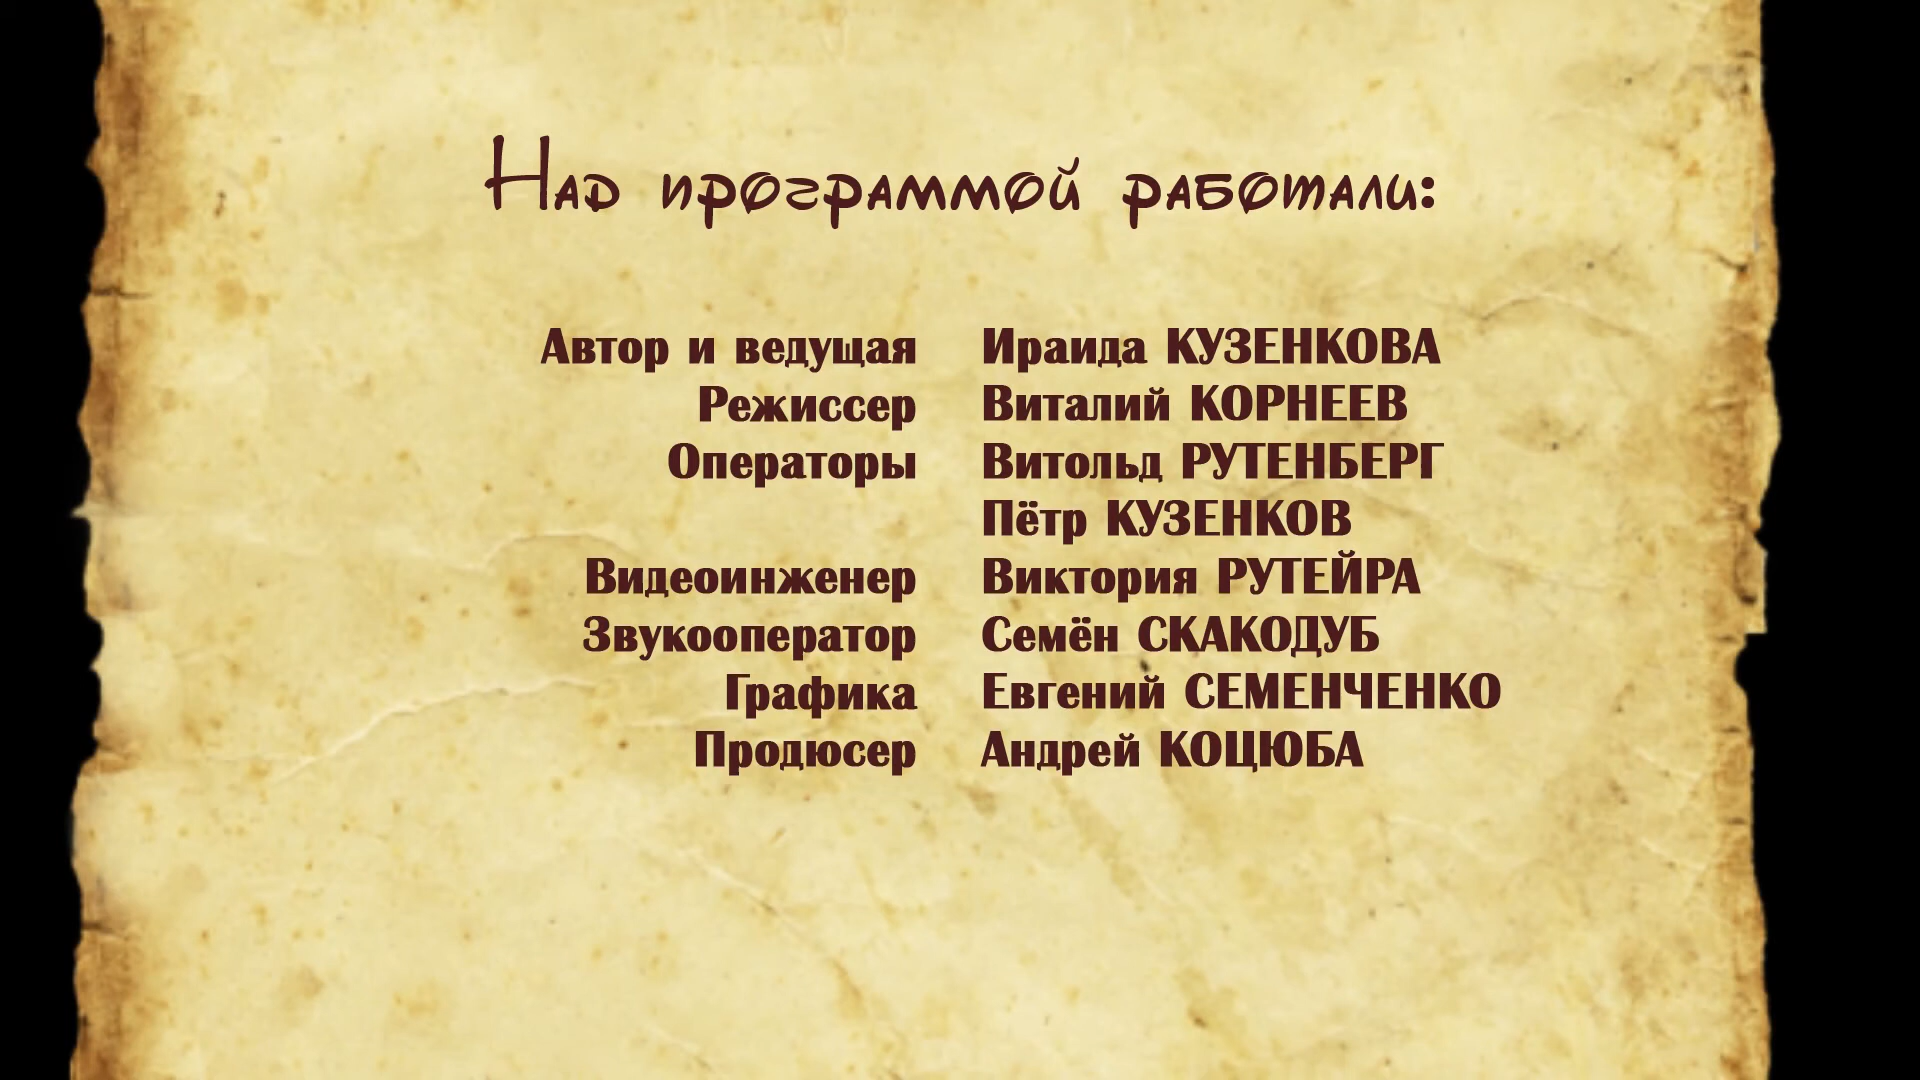 Над программой работали:
Автор и ведущая Ираида КУЗЕНКОВА
Режиссер Виталий КОРНЕЕВ
Операторы Витольд РУТЕНБЕРГ
Пётр КУЗЕНКОВ
Видеоинженер Виктория РУТЕЙРА
Звукооператор Семён СКАКОДУБ
Графика Евгений СЕМЕНЧЕНКО
Продюсер Андрей КОЦЮБА